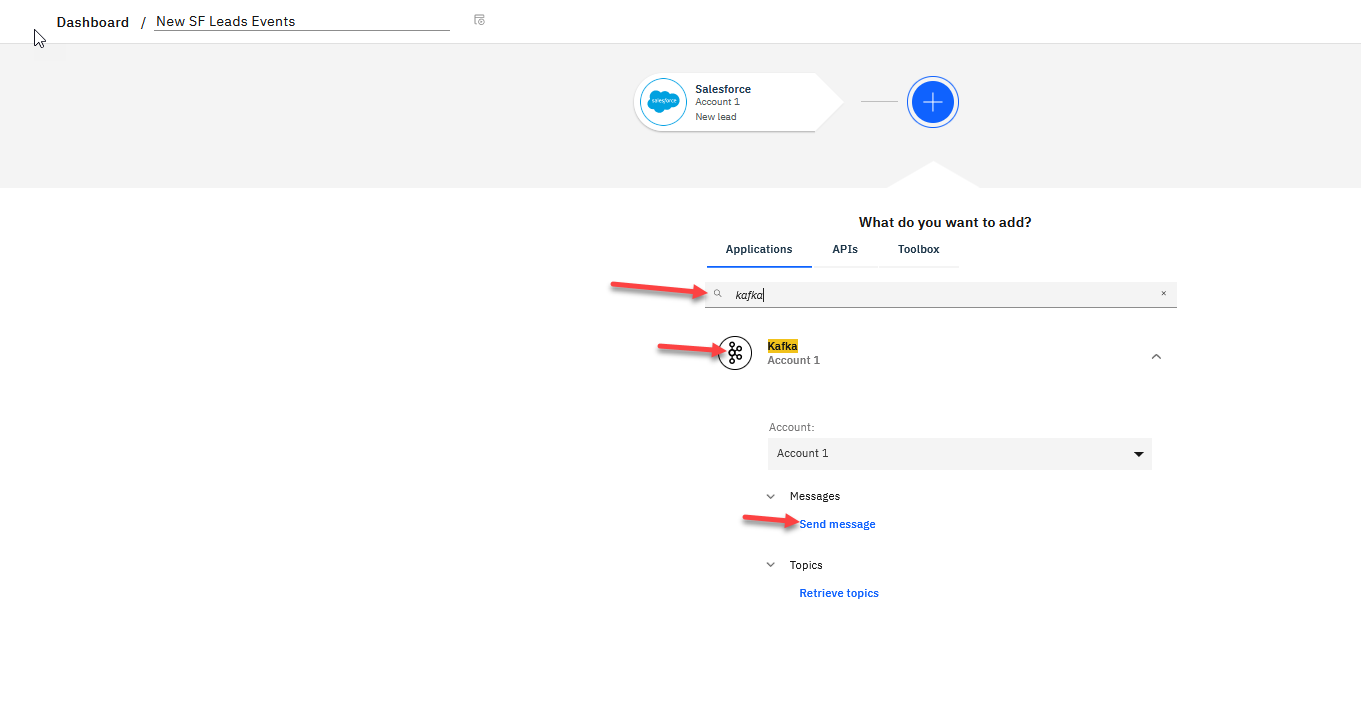 Dashboard / New SF Leads Events
salesforce
Salesforce
Account 1
New lead
What do you want to add?
Applications APIs Toolbox
kafka
Kafka
Account 1
Account:
Account 1
Messages
Send message
Topics
Retrieve topics